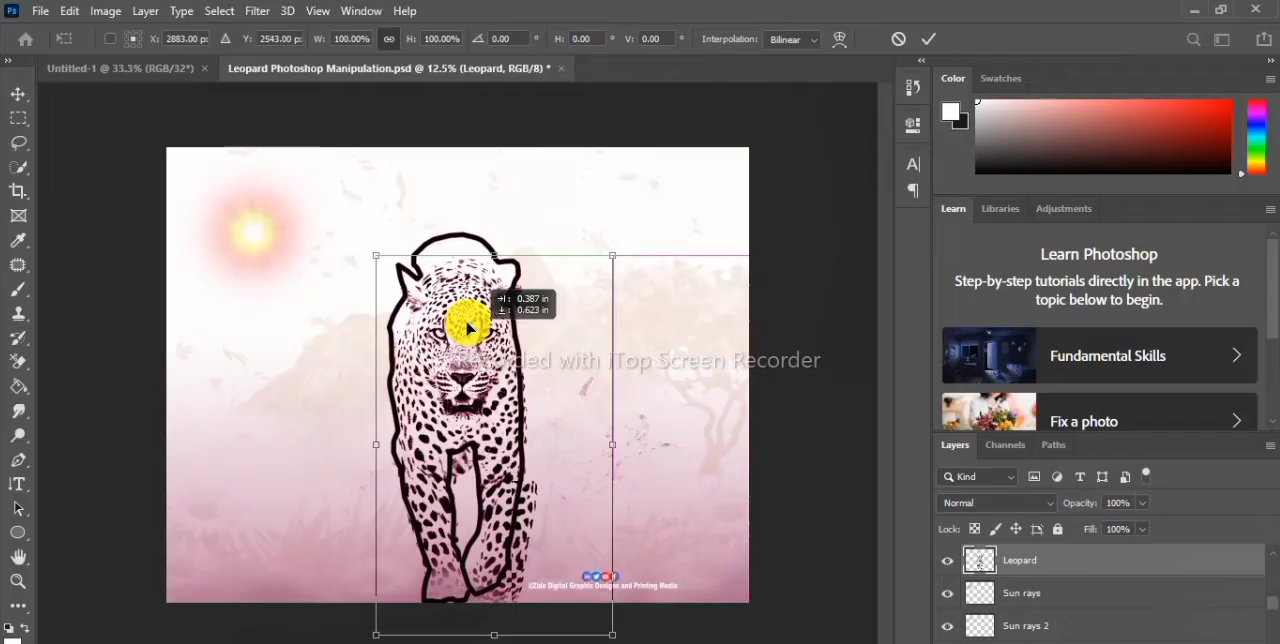 Ps File Edit Image Layer Type Select Filter 3D View Window Help
X: 2883.00 p: Y: 2543.00 p: W: 100.00% H: 100.00% 0.00 ° H: 0.00 ° V: 0.00 ° Interpolation: Bilinear
Untitled-1 @ 33.3% (RGB/32*) × Leopard Photoshop Manipulation.psd @ 12.5% (Leopard, RGB/8) * ×
Color Swatches
Learn Libraries Adjustments
Learn Photoshop
Step-by-step tutorials directly in the app. Pick a
topic below to begin.
Fundamental Skills
Fix a photo
0.387 in
0.623 in
Recorded with iTop Screen Recorder
©Zido Digital Graphic Designs and Printing Media
Layers Channels Paths
Kind
Normal Opacity: 100%
Lock: Fill: 100%
Leopard
Sun rays
Sun rays 2